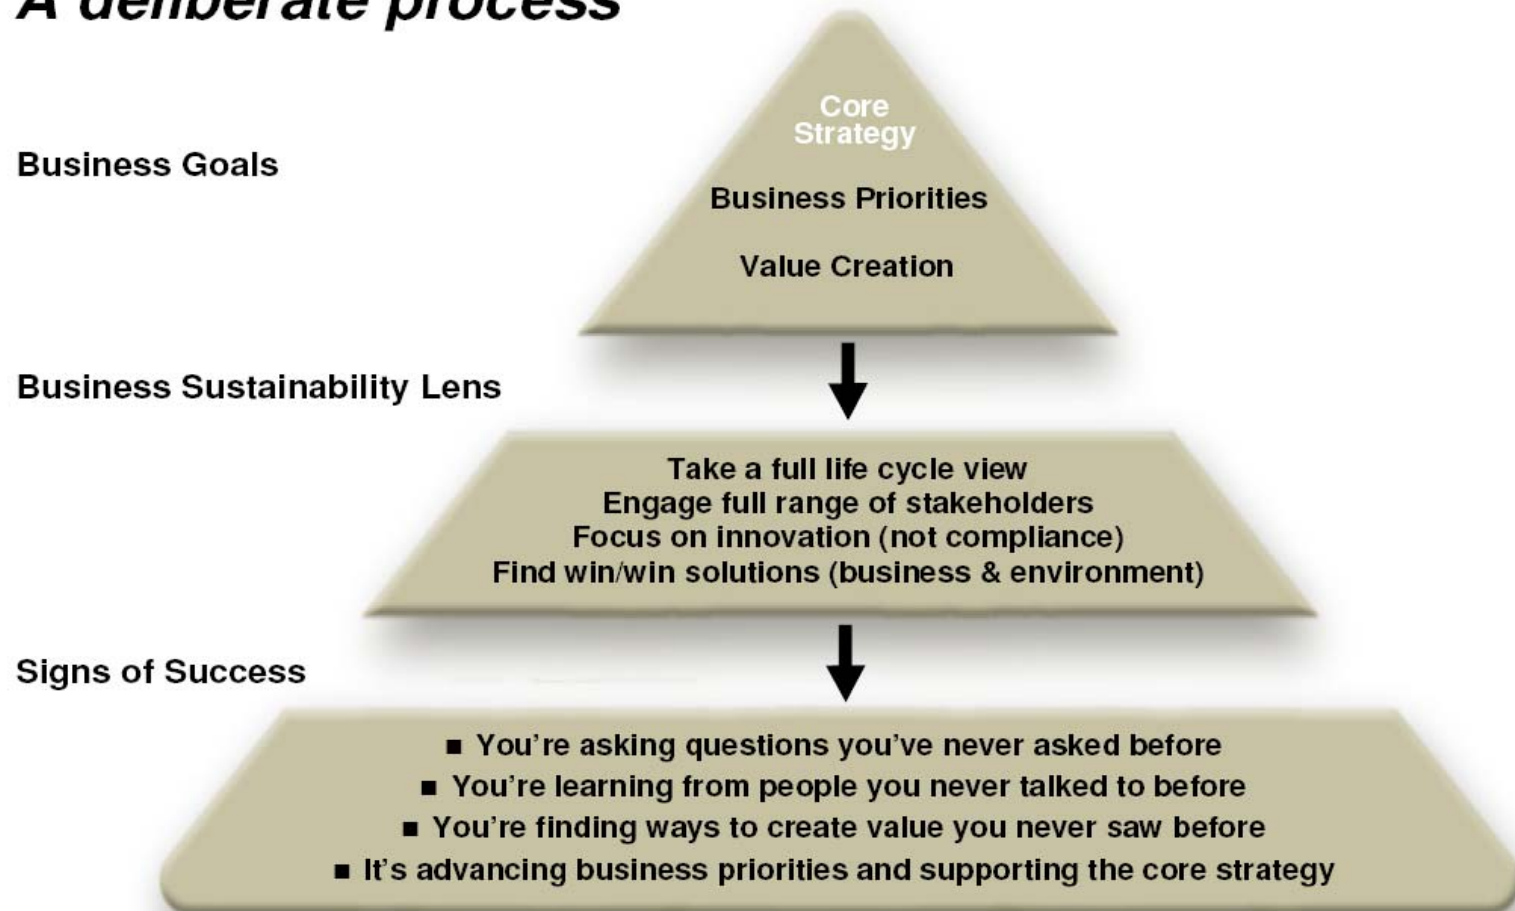 A deliberate process
Core
Strategy
Business Goals
Business Priorities
Value Creation
Business Sustainability Lens
Take a full life cycle view
Engage full range of stakeholders
Focus on innovation (not compliance)
Find win/win solutions (business & environment)
Signs of Success
■ You're asking questions you've never asked before
■ You're learning from people you never talked to before
■ You're finding ways to create value you never saw before
■ It's advancing business priorities and supporting the core strategy